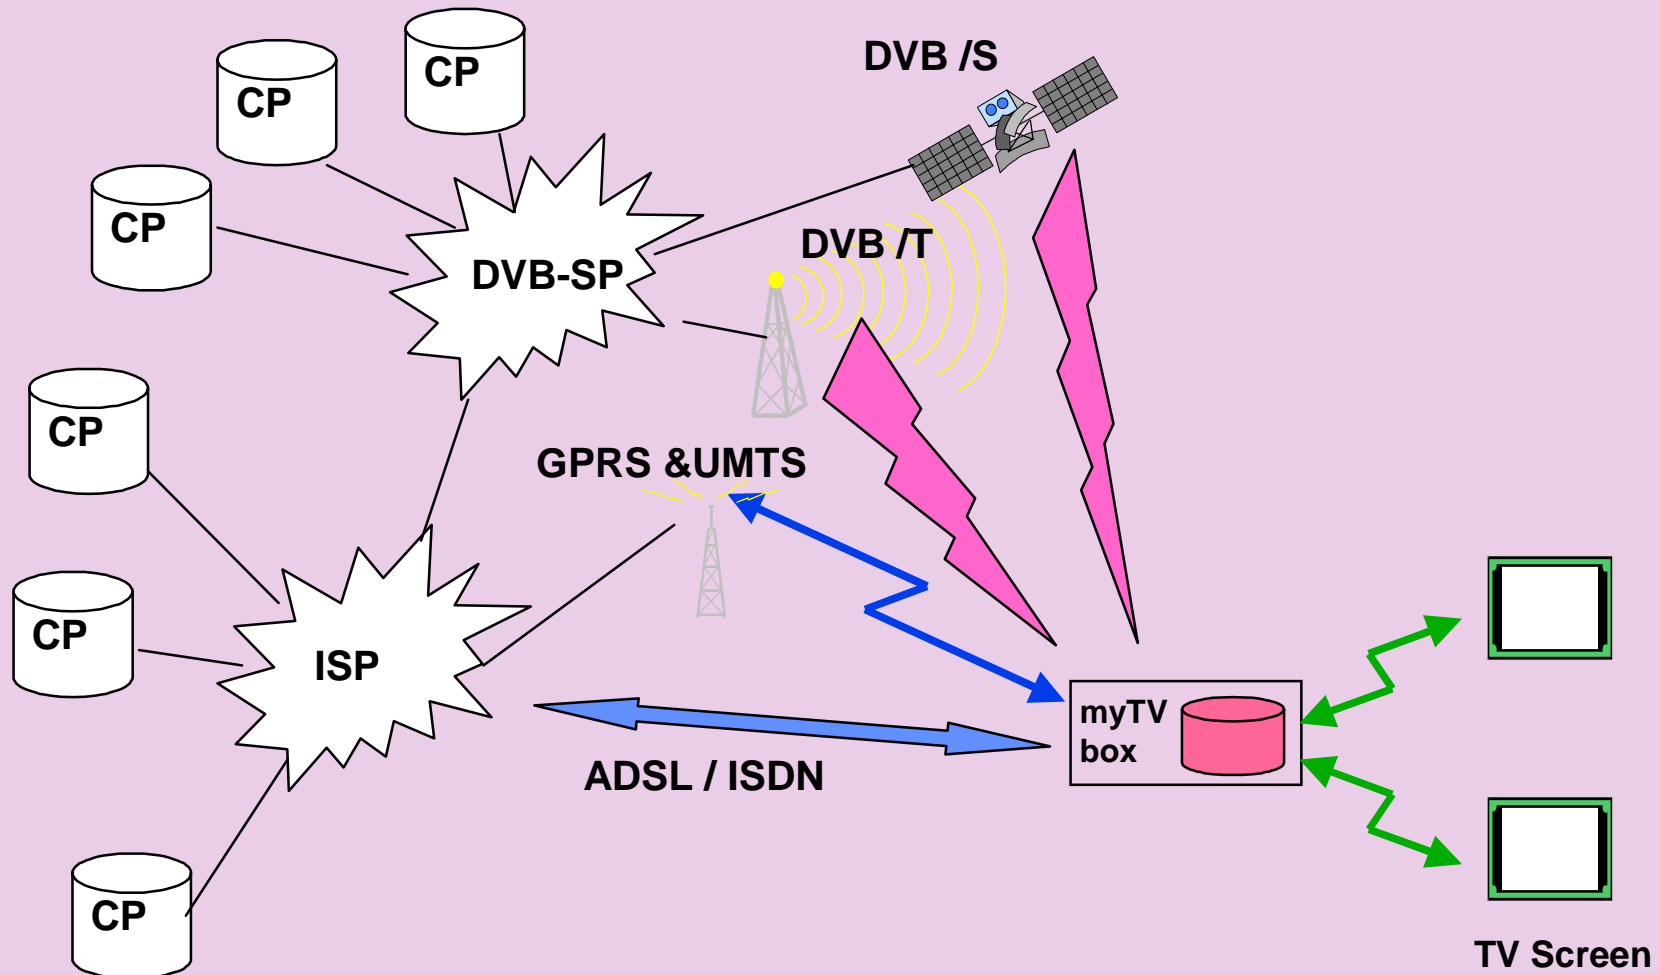 CP
CP
CP
DVB /S
DVB-SP
DVB /T
CP
GPRS &UMTS
CP
ISP
myTV
box
ADSL / ISDN
CP
TV Screen